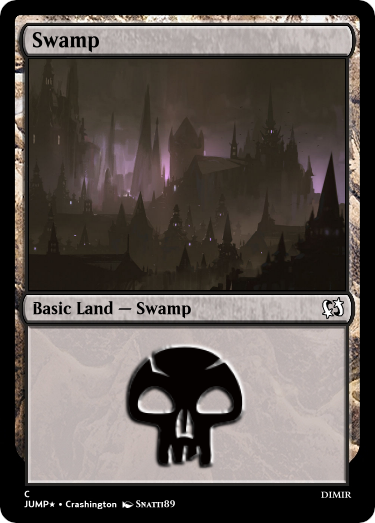 Swamp
Basic Land — Swamp
C
DIMIR
JUMP★ • Crashington Snatti89